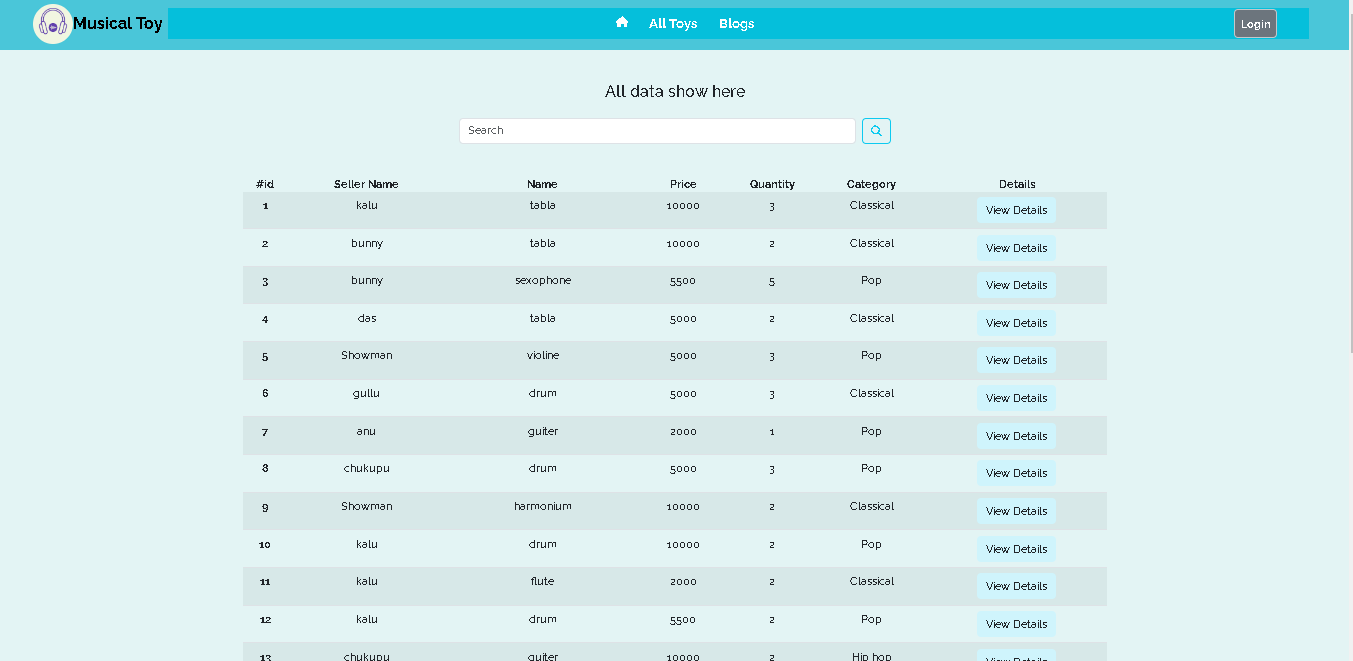 Musical Toy All Toys Blogs Login
All data show here
Search
#id Seller Name Name Price Quantity Category Details
1 kalu tabla 10000 3 Classical View Details
2 bunny tabla 10000 2 Classical View Details
3 bunny sexophone 5500 5 Pop View Details
4 das tabla 5000 2 Classical View Details
5 Showman violine 5000 3 Pop View Details
6 gullu drum 5000 3 Classical View Details
7 anu guiter 2000 1 Pop View Details
8 chukupu drum 5000 3 Pop View Details
9 Showman harmonium 10000 2 Classical View Details
10 kalu drum 10000 2 Pop View Details
11 kalu flute 2000 2 Classical View Details
12 kalu drum 5500 2 Pop View Details
13 chukupu guiter 10000 2 Hip hop View Details